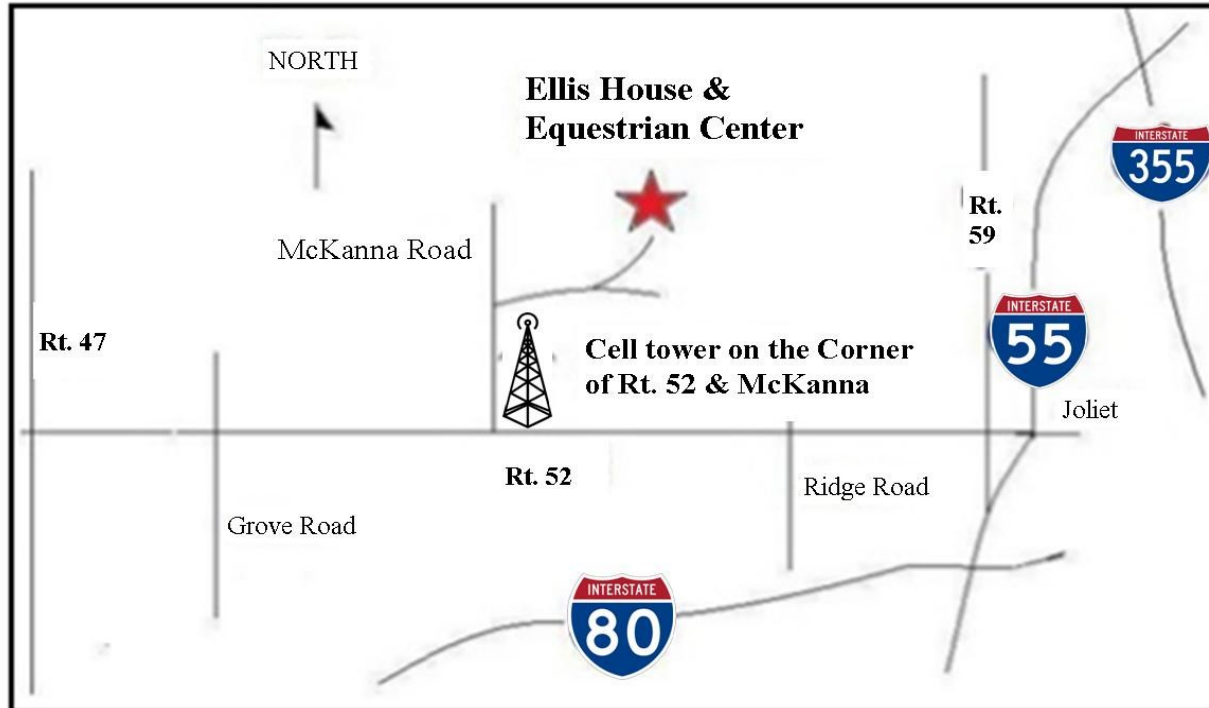 NORTH
Ellis House &
Equestrian Center
INTERSTATE
355
Rt.
59
McKanna Road
INTERSTATE
55
Rt. 47
Cell tower on the Corner
of Rt. 52 & McKanna
Joliet
Rt. 52
Ridge Road
Grove Road
INTERSTATE
80